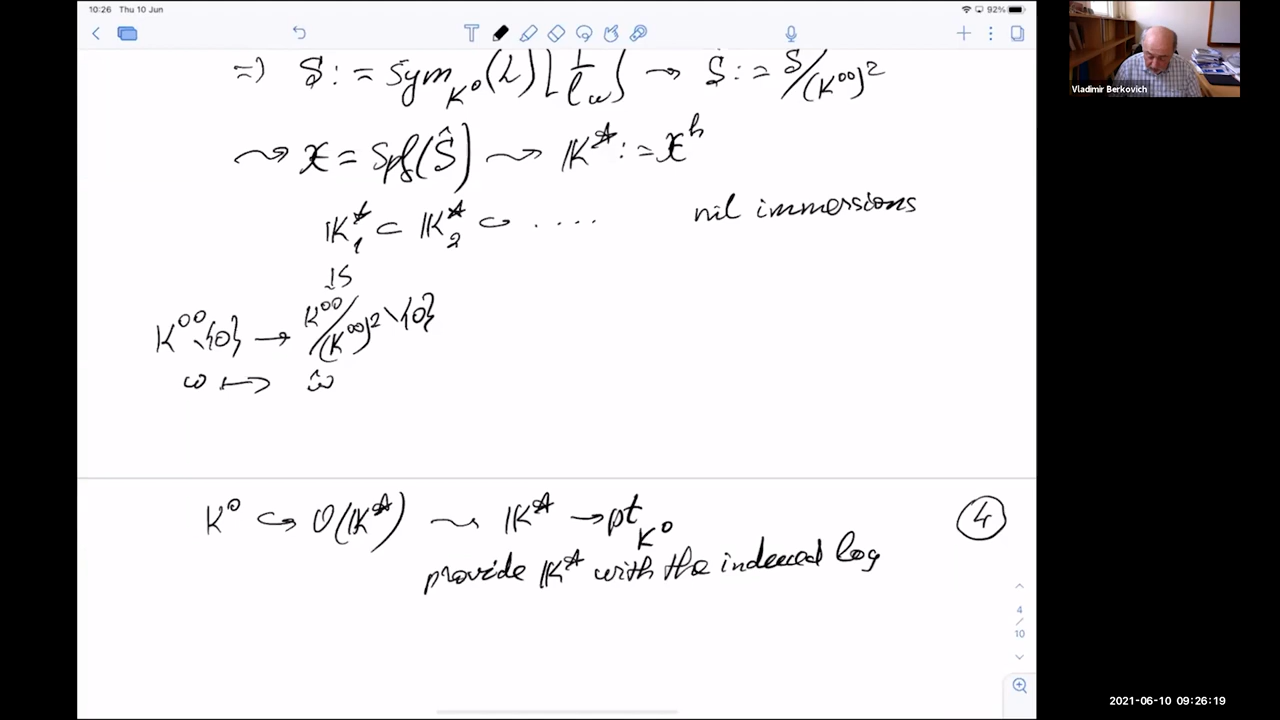 10:26 Thu 10 Jun
92%
T
=) S := Sym_{K°}(L)[1/l_ω] → S := S/(K°°)²
⇝ 𝔛 = Spf(Ŝ) ⇝ 𝕂^☆ := 𝔛^h
𝕂^☆_1 ⊂ 𝕂^☆_2 ⊂ .... nil immersions
K°°\{0} → K°°/(K°°)² \{0}
ω ↦ ω̂
K° ↪ O(𝕂^☆) ⇝ 𝕂^☆ → pt_{K°}
4
provide 𝕂^☆ with the indeced log
4
/
10
Vladimir Berkovich
2021-06-10 09:26:19